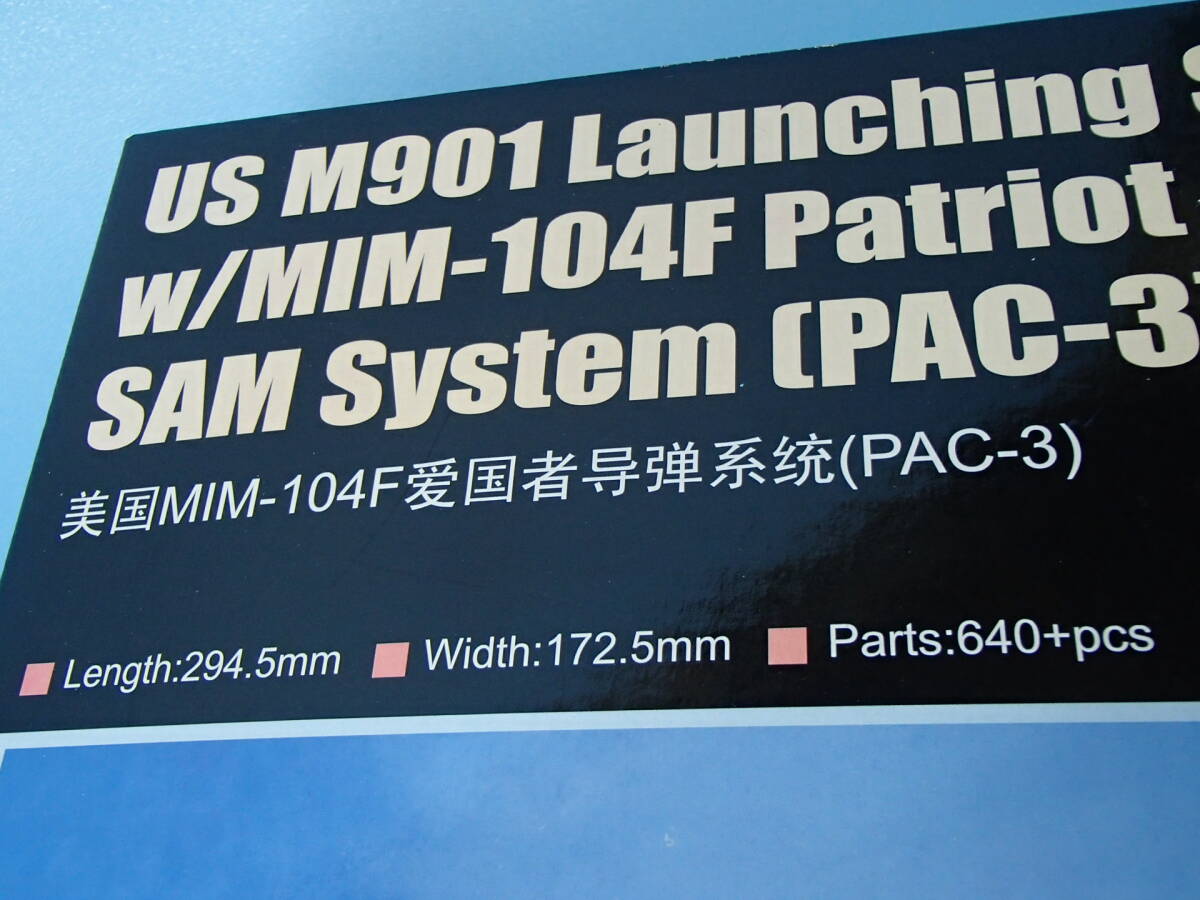 US M901 Launching
w/MIM-104F Patriot
SAM System (PAC-3)
美国MIM-104F爱国者导弹系统(PAC-3)
Length:294.5mm Width:172.5mm Parts:640+pcs